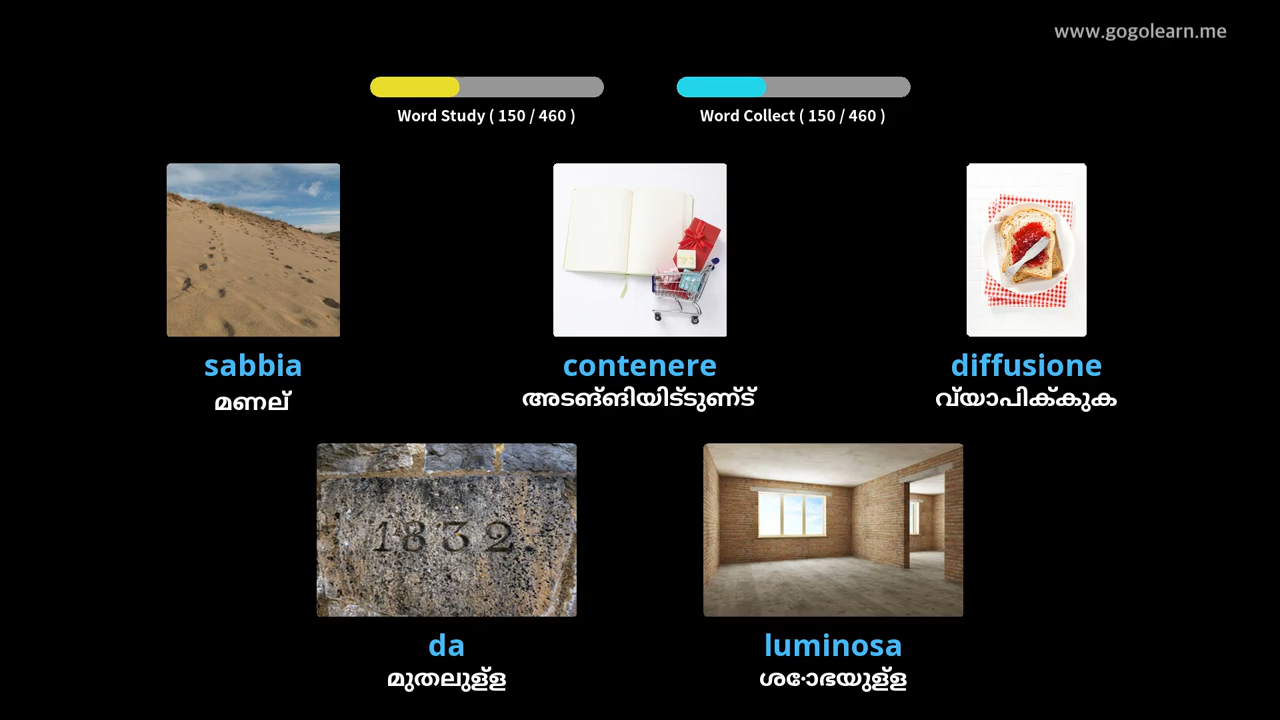 www.gogolearn.me
Word Study ( 150 / 460 )
Word Collect ( 150 / 460 )
sabbia
മണല്
contenere
അടങ്ങിയിട്ടുണ്ട്
diffusione
വ്യാപിക്കുക
1832.
da
മുതലുള്ള
luminosa
ശോഭയുള്ള